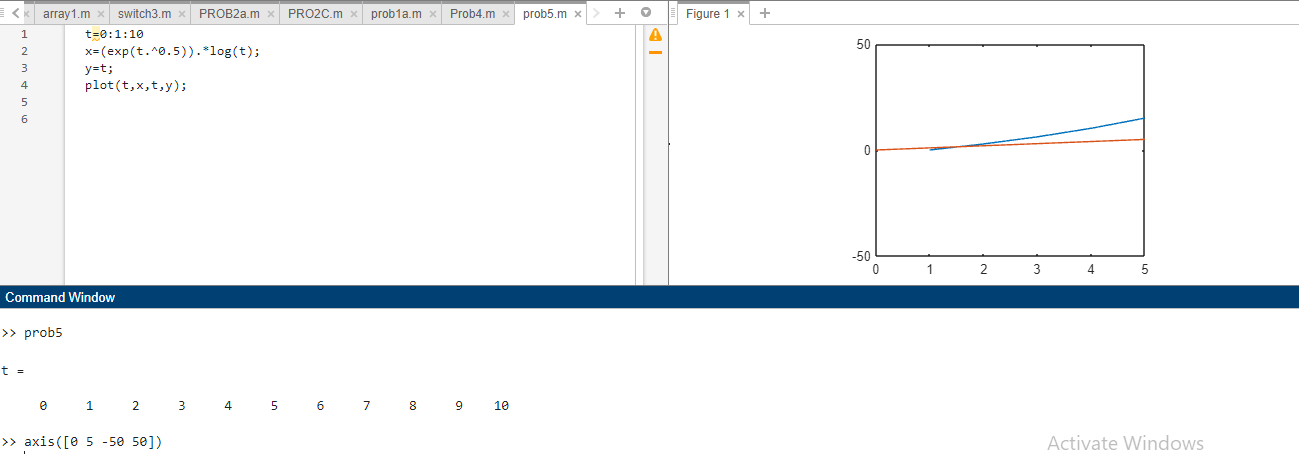 array1.m × switch3.m × PROB2a.m × PRO2C.m × prob1a.m × Prob4.m × prob5.m × +
Figure 1 × +
1 t=0:1:10
2 x=(exp(t.^0.5)).*log(t);
3 y=t;
4 plot(t,x,t,y);
5
6
50
0
-50
0 1 2 3 4 5
Command Window
>> prob5
t =
0 1 2 3 4 5 6 7 8 9 10
>> axis([0 5 -50 50])
Activate Windows